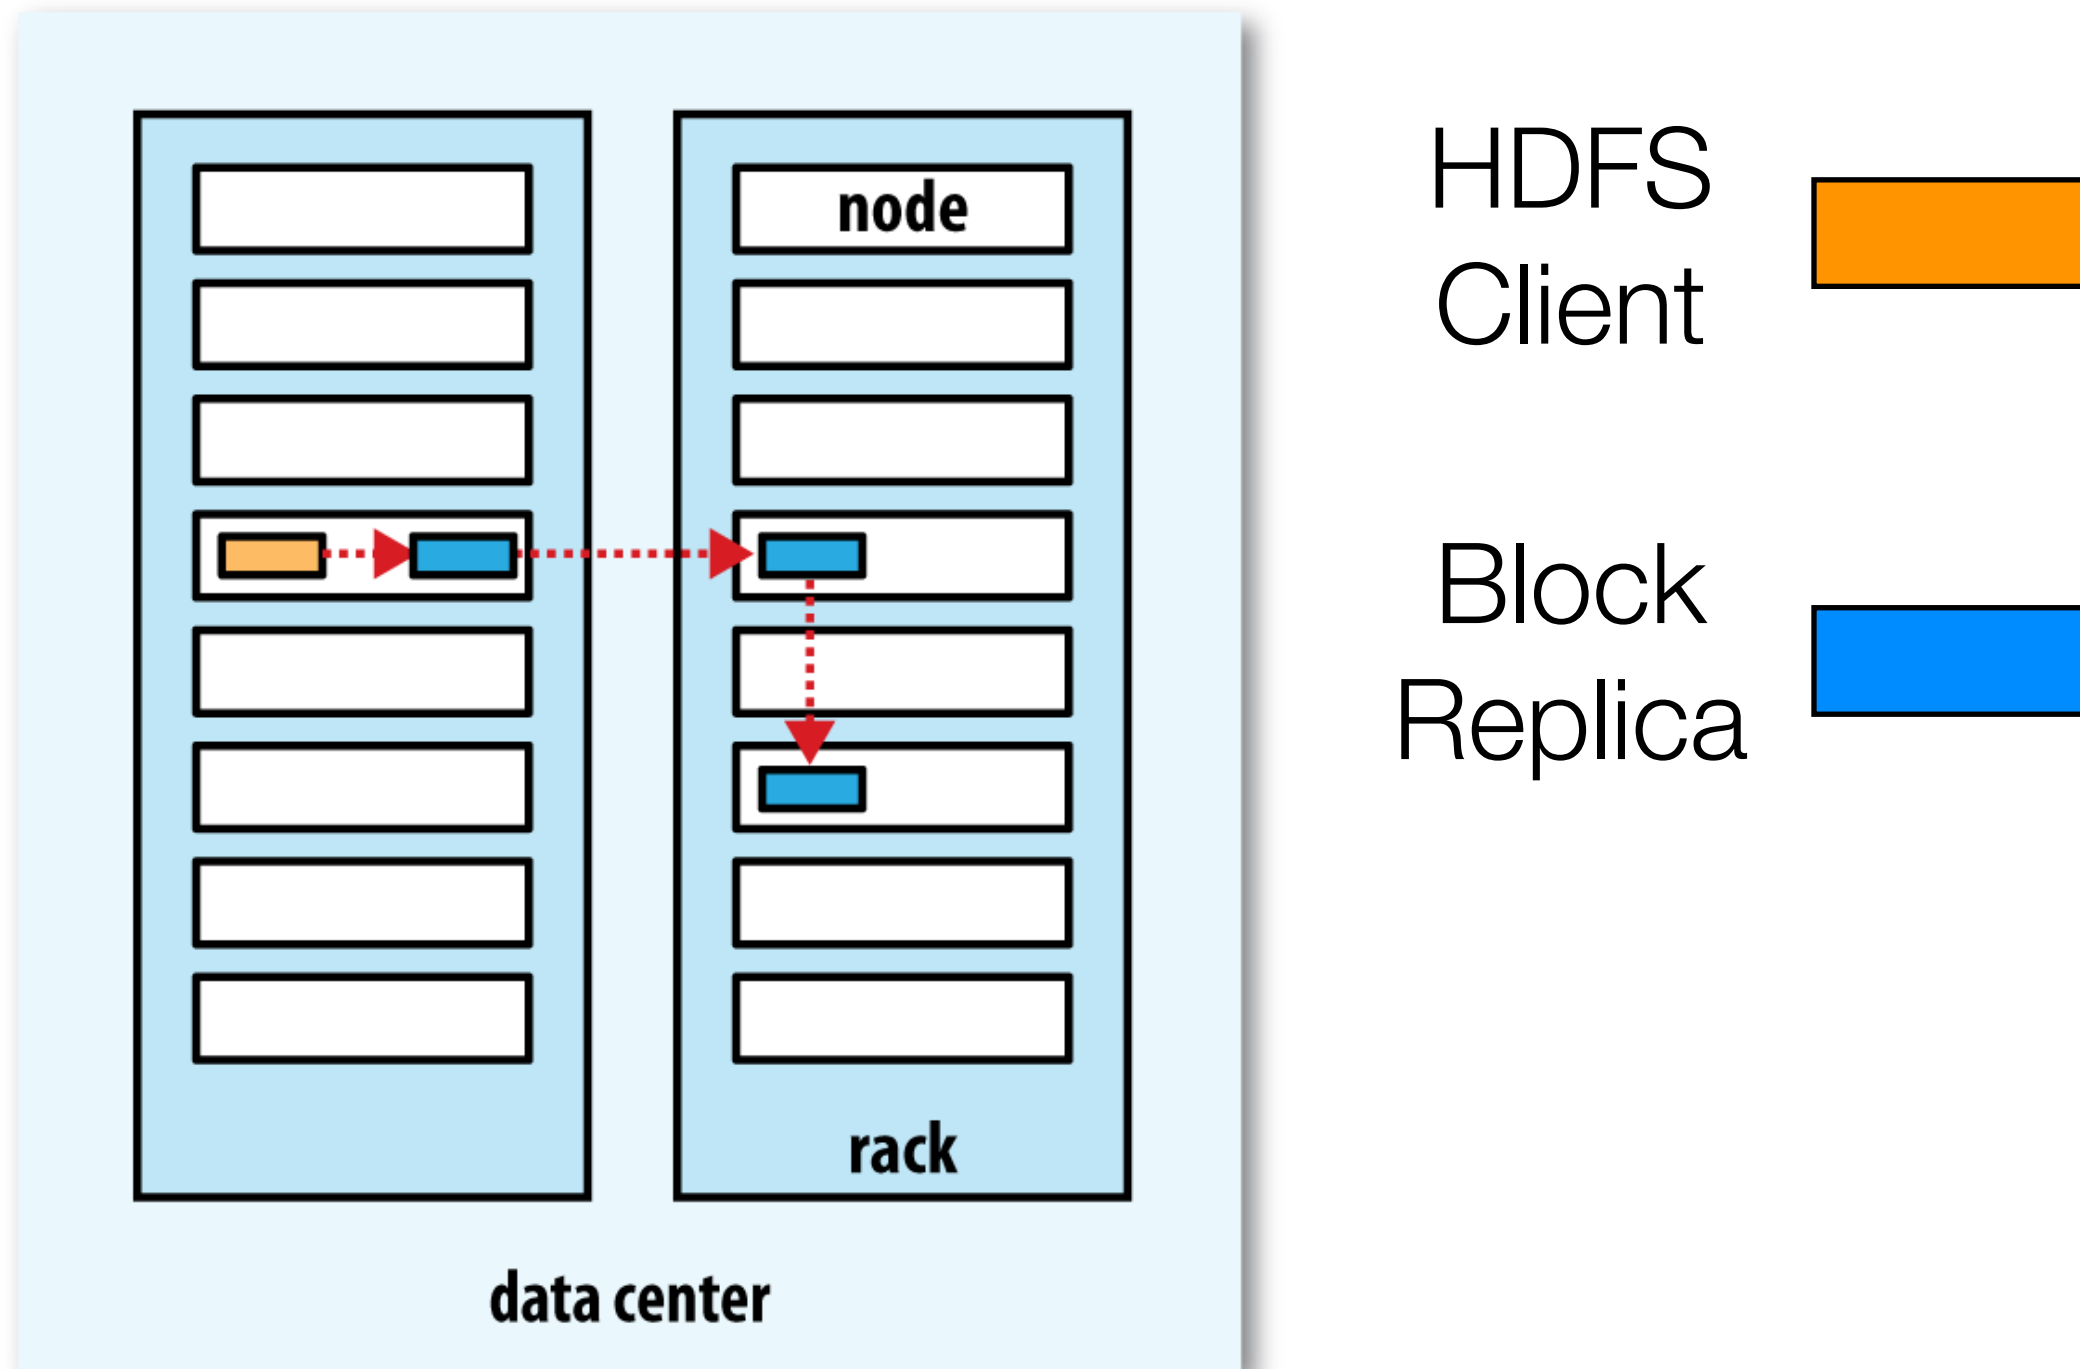 node
rack
data center
HDFS
Client
Block
Replica